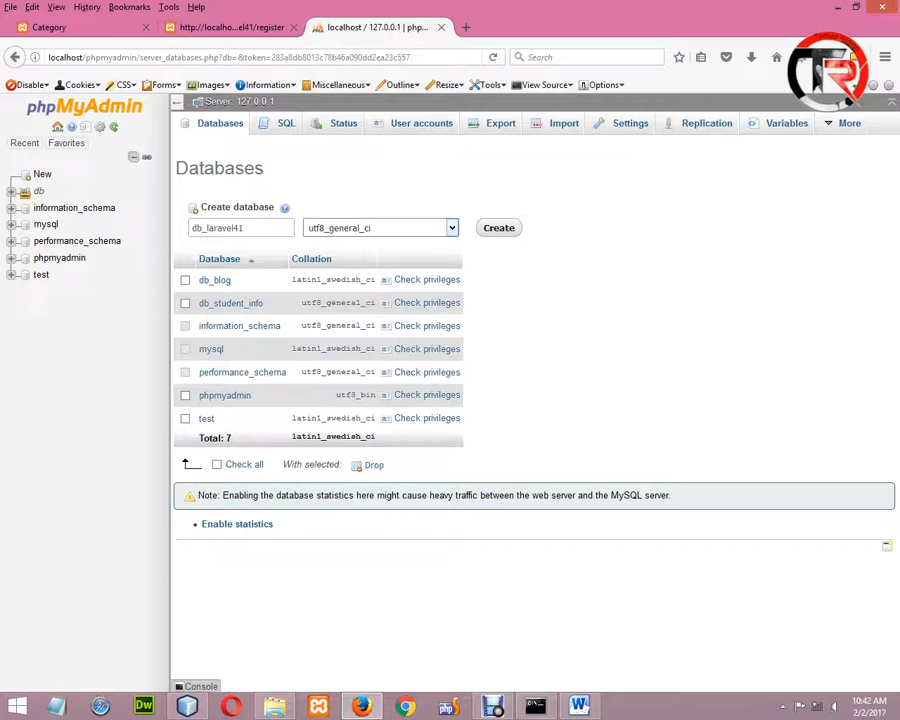 File Edit View History Bookmarks Tools Help
Category
http://localho...el41/register
localhost / 127.0.0.1 | php...
localhost/phpmyadmin/server_databases.php?db=&token=283a8db8013c78b46a090dd2ea23c557
Search
Disable Cookies CSS Forms Images Information Miscellaneous Outline Resize Tools View Source Options
phpMyAdmin
Recent Favorites
New
db
information_schema
mysql
performance_schema
phpmyadmin
test
Server: 127.0.0.1
Databases SQL Status User accounts Export Import Settings Replication Variables More
Databases
Create database
db_laravel41 utf8_general_ci Create
Database Collation
db_blog latin1_swedish_ci Check privileges
db_student_info utf8_general_ci Check privileges
information_schema utf8_general_ci Check privileges
mysql latin1_swedish_ci Check privileges
performance_schema utf8_general_ci Check privileges
phpmyadmin utf8_bin Check privileges
test latin1_swedish_ci Check privileges
Total: 7 latin1_swedish_ci
Check all With selected: Drop
Note: Enabling the database statistics here might cause heavy traffic between the web server and the MySQL server.
Enable statistics
Console
Dw
php
10:42 AM
2/2/2017